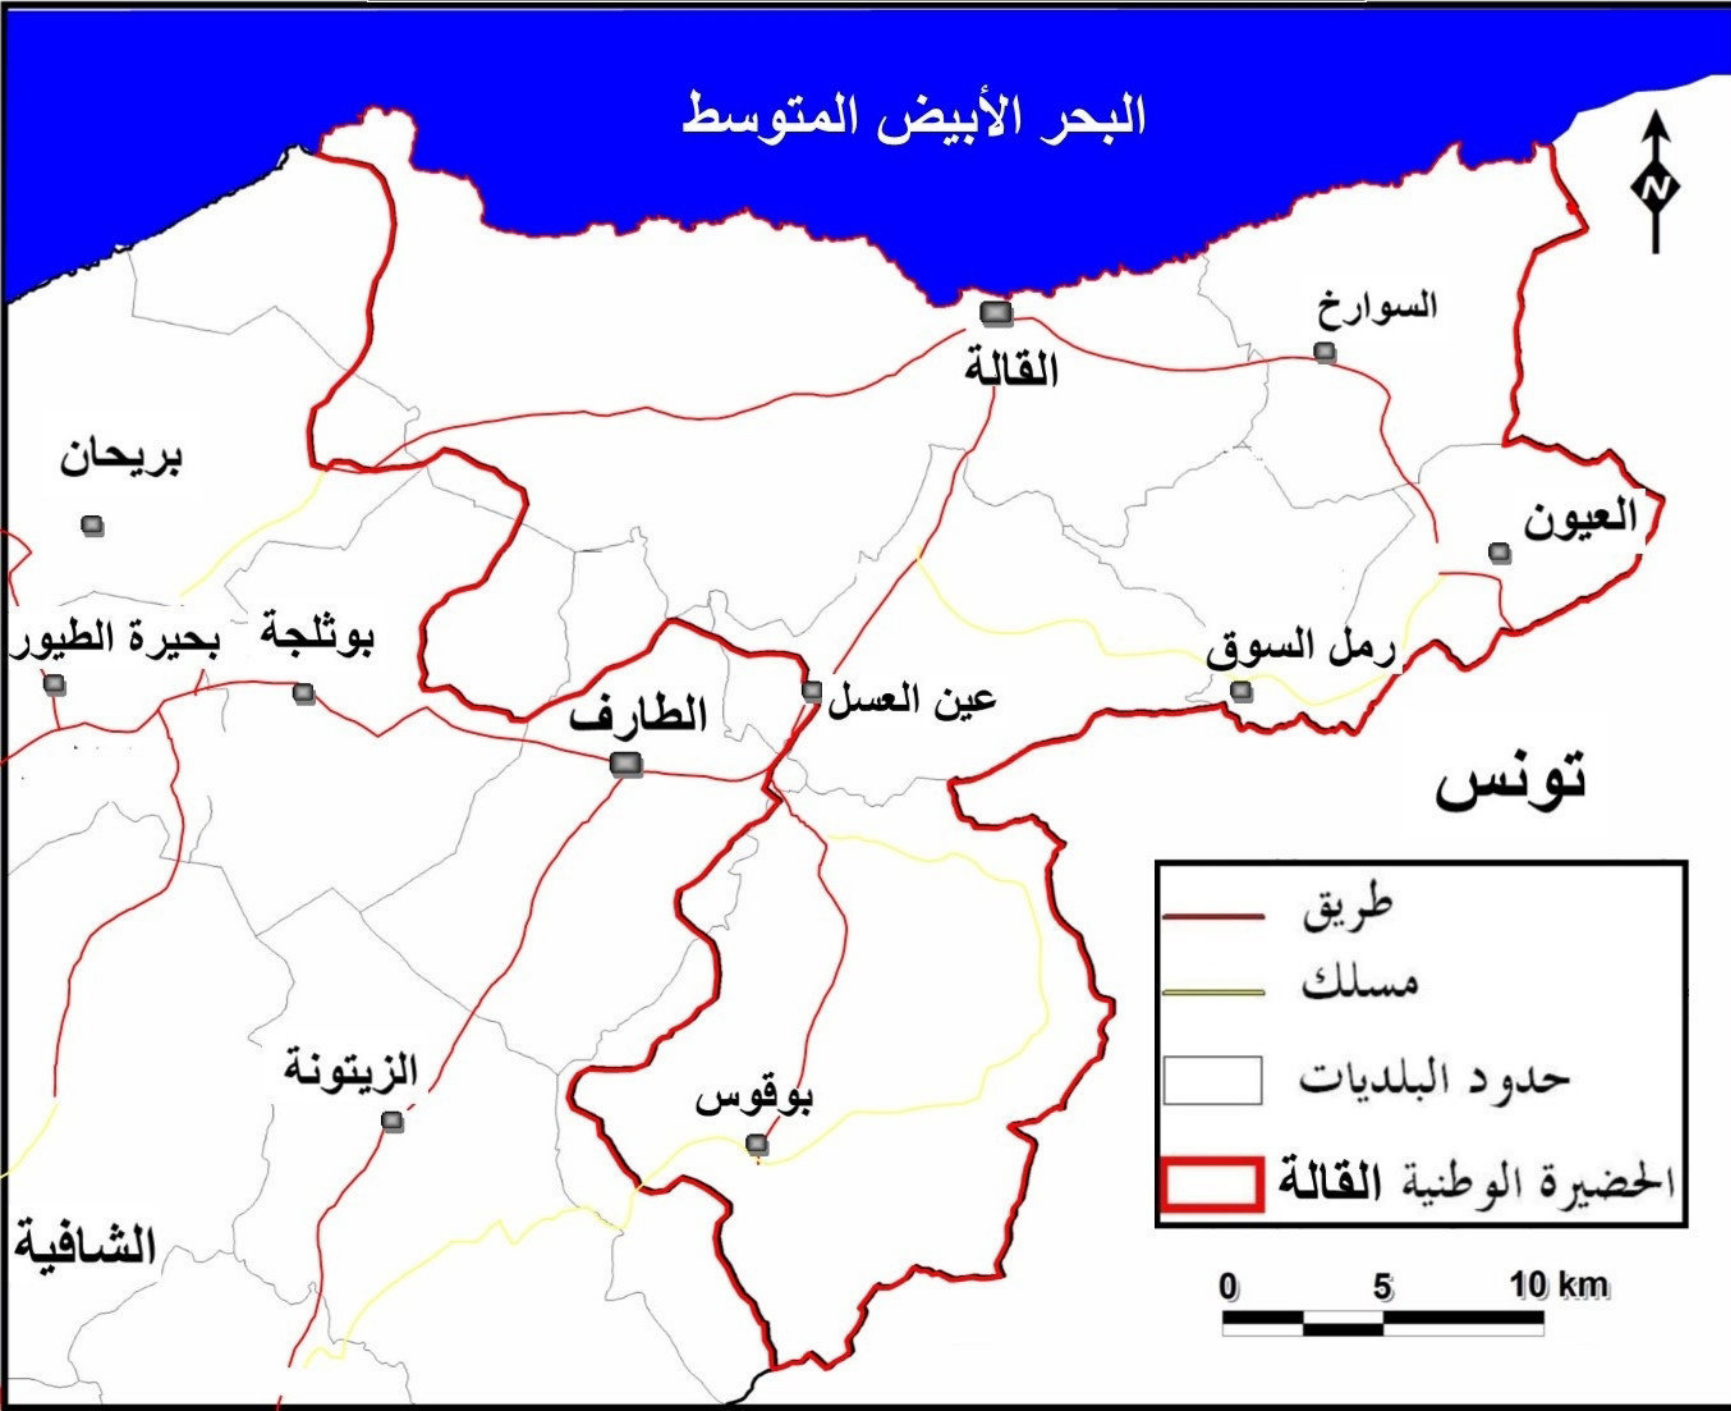 البحر الأبيض المتوسط
N
السوارخ
القالة
بريحان
العيون
بحيرة الطيور
بوثلجة
رمل السوق
الطارف
عين العسل
تونس
طريق
مسلك
حدود البلديات
الحضيرة الوطنية القالة
الزيتونة
بوقوس
الشافية
0 5 10 km